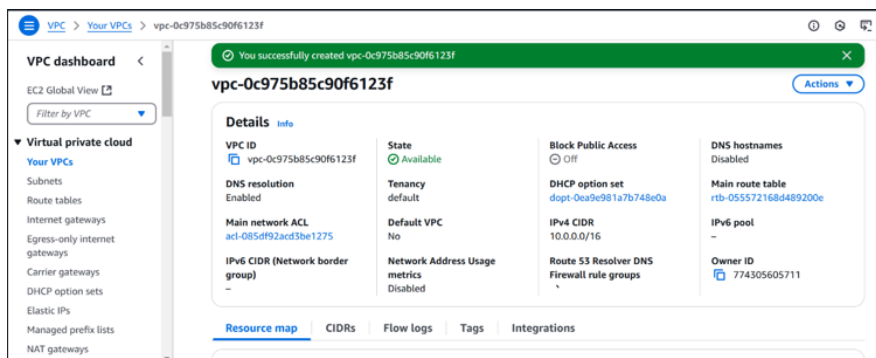 VPC > Your VPCs > vpc-0c975b85c90f6123f
VPC dashboard
EC2 Global View
Filter by VPC
Virtual private cloud
Your VPCs
Subnets
Route tables
Internet gateways
Egress-only internet
gateways
Carrier gateways
DHCP option sets
Elastic IPs
Managed prefix lists
NAT gateways
You successfully created vpc-0c975b85c90f6123f
vpc-0c975b85c90f6123f
Actions
Details Info
VPC ID
vpc-0c975b85c90f6123f
State
Available
Block Public Access
Off
DNS hostnames
Disabled
DNS resolution
Enabled
Tenancy
default
DHCP option set
dopt-0ea9e981a7b748e0a
Main route table
rtb-055572168d489200e
Main network ACL
acl-085df92acd3be1275
Default VPC
No
IPv4 CIDR
10.0.0.0/16
IPv6 pool
–
IPv6 CIDR (Network border
group)
–
Network Address Usage
metrics
Disabled
Route 53 Resolver DNS
Firewall rule groups
Owner ID
774305605711
Resource map CIDRs Flow logs Tags Integrations